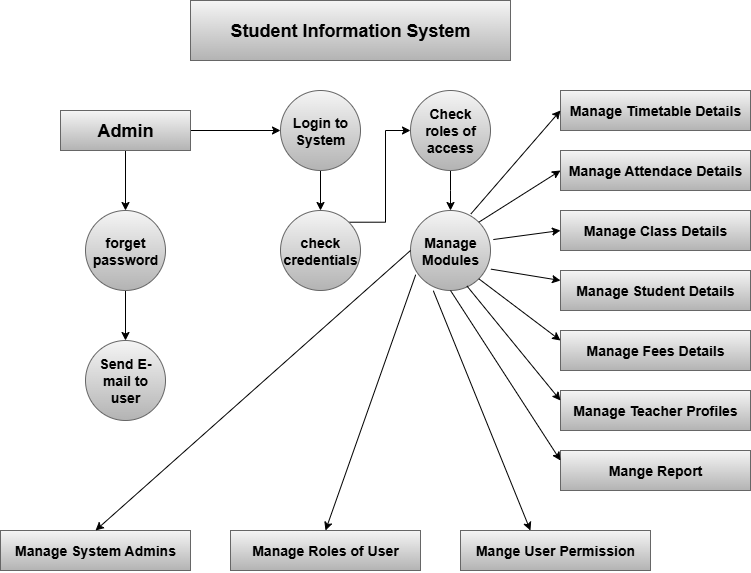 Student Information System
Admin
Login to
System
Check
roles of
access
Manage Timetable Details
Manage Attendace Details
forget
password
check
credentials
Manage
Modules
Manage Class Details
Manage Student Details
Send E-
mail to
user
Manage Fees Details
Manage Teacher Profiles
Mange Report
Manage System Admins
Manage Roles of User
Mange User Permission